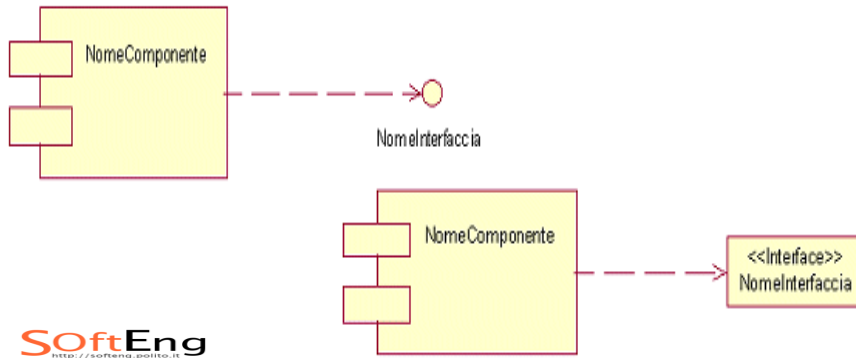 NomeComponente
NomeInterfaccia
NomeComponente
<<Interface>>
NomeInterfaccia
SOftEng
http://softeng.polito.it